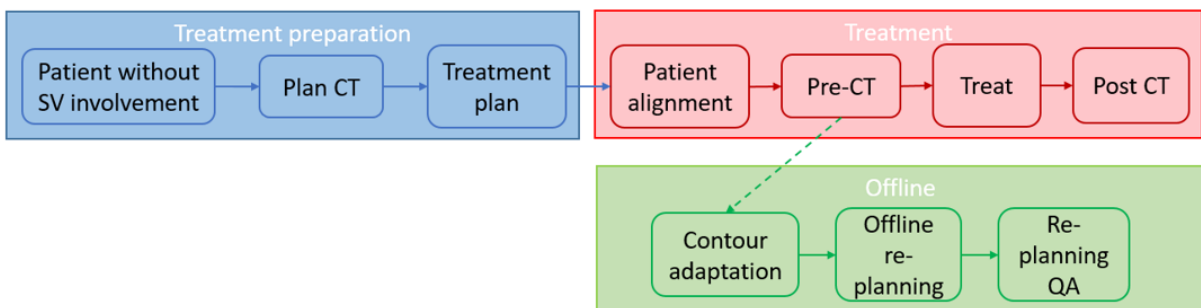 Treatment preparation
Patient without
SV involvement
Plan CT
Treatment
plan
Treatment
Patient
alignment
Pre-CT
Treat
Post CT
Offline
Contour
adaptation
Offline
re-
planning
Re-
planning
QA